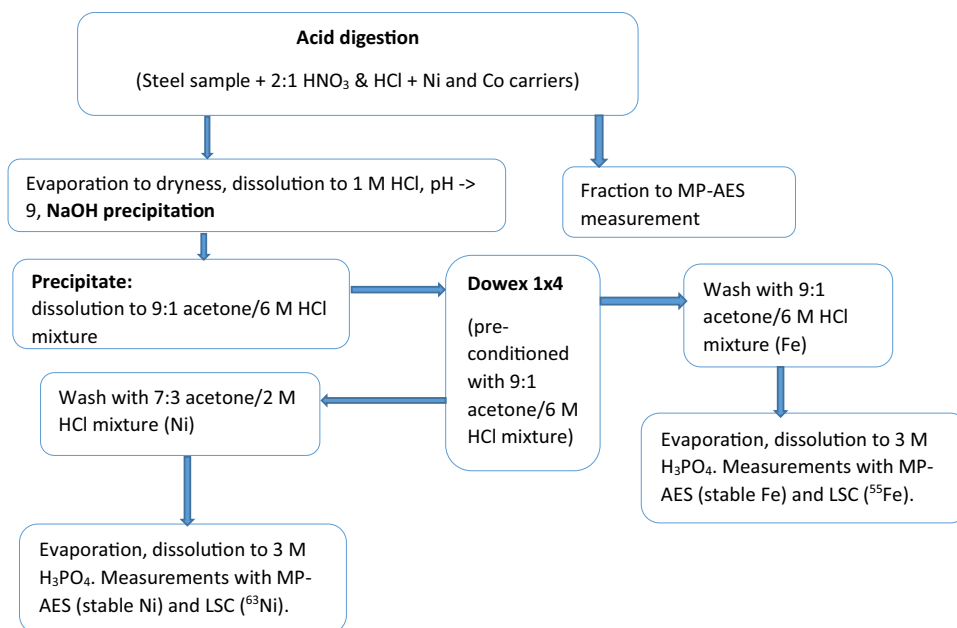 Acid digestion
(Steel sample + 2:1 HNO₃ & HCl + Ni and Co carriers)
Evaporation to dryness, dissolution to 1 M HCl, pH ->
9, NaOH precipitation
Fraction to MP-AES
measurement
Precipitate:
dissolution to 9:1 acetone/6 M HCl
mixture
Dowex 1x4
(pre-
conditioned
with 9:1
acetone/6 M
HCl mixture)
Wash with 9:1
acetone/6 M HCl
mixture (Fe)
Wash with 7:3 acetone/2 M
HCl mixture (Ni)
Evaporation, dissolution to 3 M
H₃PO₄. Measurements with MP-
AES (stable Fe) and LSC (⁵⁵Fe).
Evaporation, dissolution to 3 M
H₃PO₄. Measurements with MP-
AES (stable Ni) and LSC (⁶³Ni).